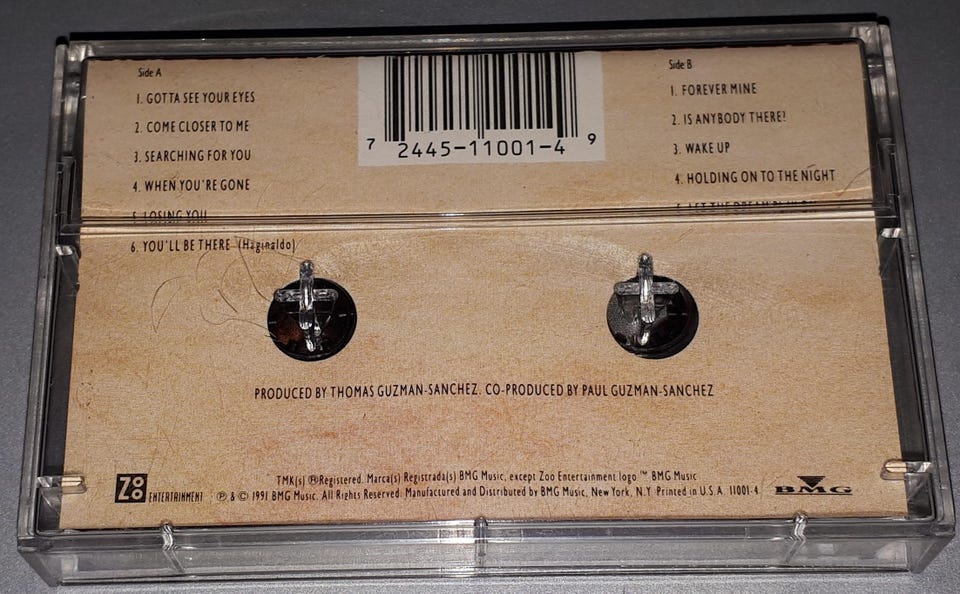 Side A
1. GOTTA SEE YOUR EYES
2. COME CLOSER TO ME
3. SEARCHING FOR YOU
4. WHEN YOU'RE GONE
5. LOSING YOU
6. YOU'LL BE THERE (Haginaldo)
7 2445-11001-4 9
Side B
1. FOREVER MINE
2. IS ANYBODY THERE?
3. WAKE UP
4. HOLDING ON TO THE NIGHT
5. LET THE DREAM
PRODUCED BY THOMAS GUZMAN-SANCHEZ. CO-PRODUCED BY PAUL GUZMAN-SANCHEZ
Zoo ENTERTAINMENT
TMK(s) ®Registered. Marca(s) Registrada(s) BMG Music, except Zoo Entertainment logo ™ BMG Music
℗ & © 1991 BMG Music. All Rights Reserved. Manufactured and Distributed by BMG Music, New York, N.Y. Printed in U.S.A. 11001-4
BMG